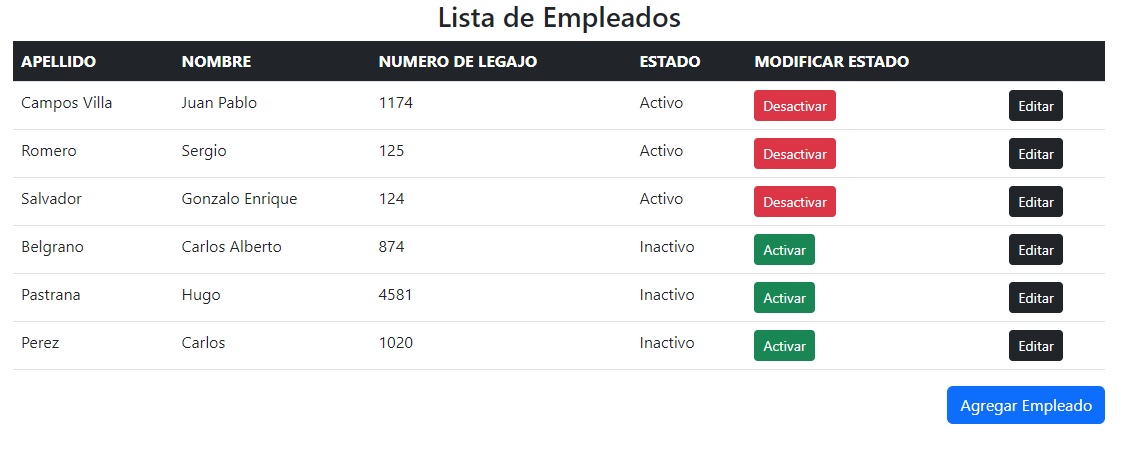 Lista de Empleados
APELLIDO NOMBRE NUMERO DE LEGAJO ESTADO MODIFICAR ESTADO
Campos Villa Juan Pablo 1174 Activo Desactivar Editar
Romero Sergio 125 Activo Desactivar Editar
Salvador Gonzalo Enrique 124 Activo Desactivar Editar
Belgrano Carlos Alberto 874 Inactivo Activar Editar
Pastrana Hugo 4581 Inactivo Activar Editar
Perez Carlos 1020 Inactivo Activar Editar
Agregar Empleado